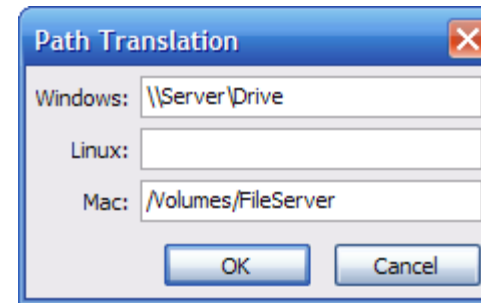 Path Translation
Windows: \\Server\Drive
Linux:
Mac: /Volumes/FileServer
OK Cancel